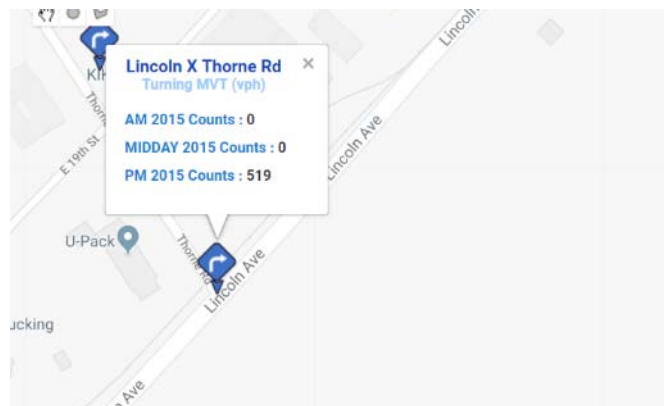 Lincoln
Lincoln X Thorne Rd ×
Turning MVT (vph)
AM 2015 Counts : 0
MIDDAY 2015 Counts : 0
PM 2015 Counts : 519
E 19th St
Lincoln Ave
U-Pack
Thorne Rd
Lincoln Ave
ucking
Ave